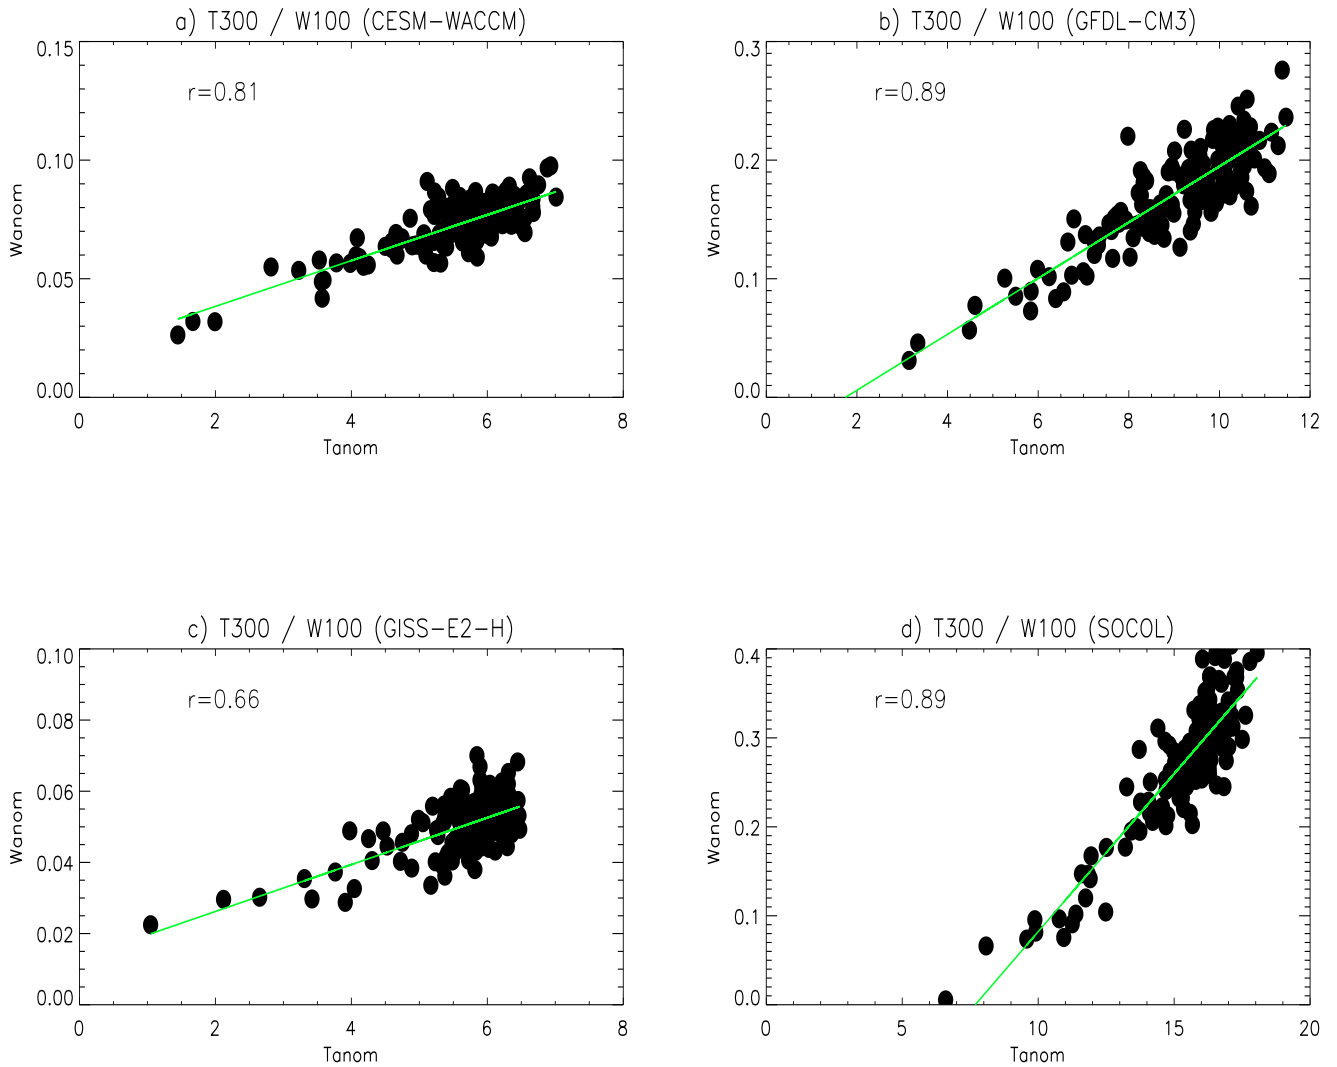 a) T300 / W100 (CESM-WACCM)
0.15
r=0.81
0.10
Wanom
0.05
0.00
0 2 4 6 8
Tanom
b) T300 / W100 (GFDL-CM3)
0.3
r=0.89
0.2
Wanom
0.1
0.0
0 2 4 6 8 10 12
Tanom
c) T300 / W100 (GISS-E2-H)
0.10
r=0.66
0.08
0.06
Wanom
0.04
0.02
0.00
0 2 4 6 8
Tanom
d) T300 / W100 (SOCOL)
0.4
r=0.89
0.3
Wanom
0.2
0.1
0.0
0 5 10 15 20
Tanom